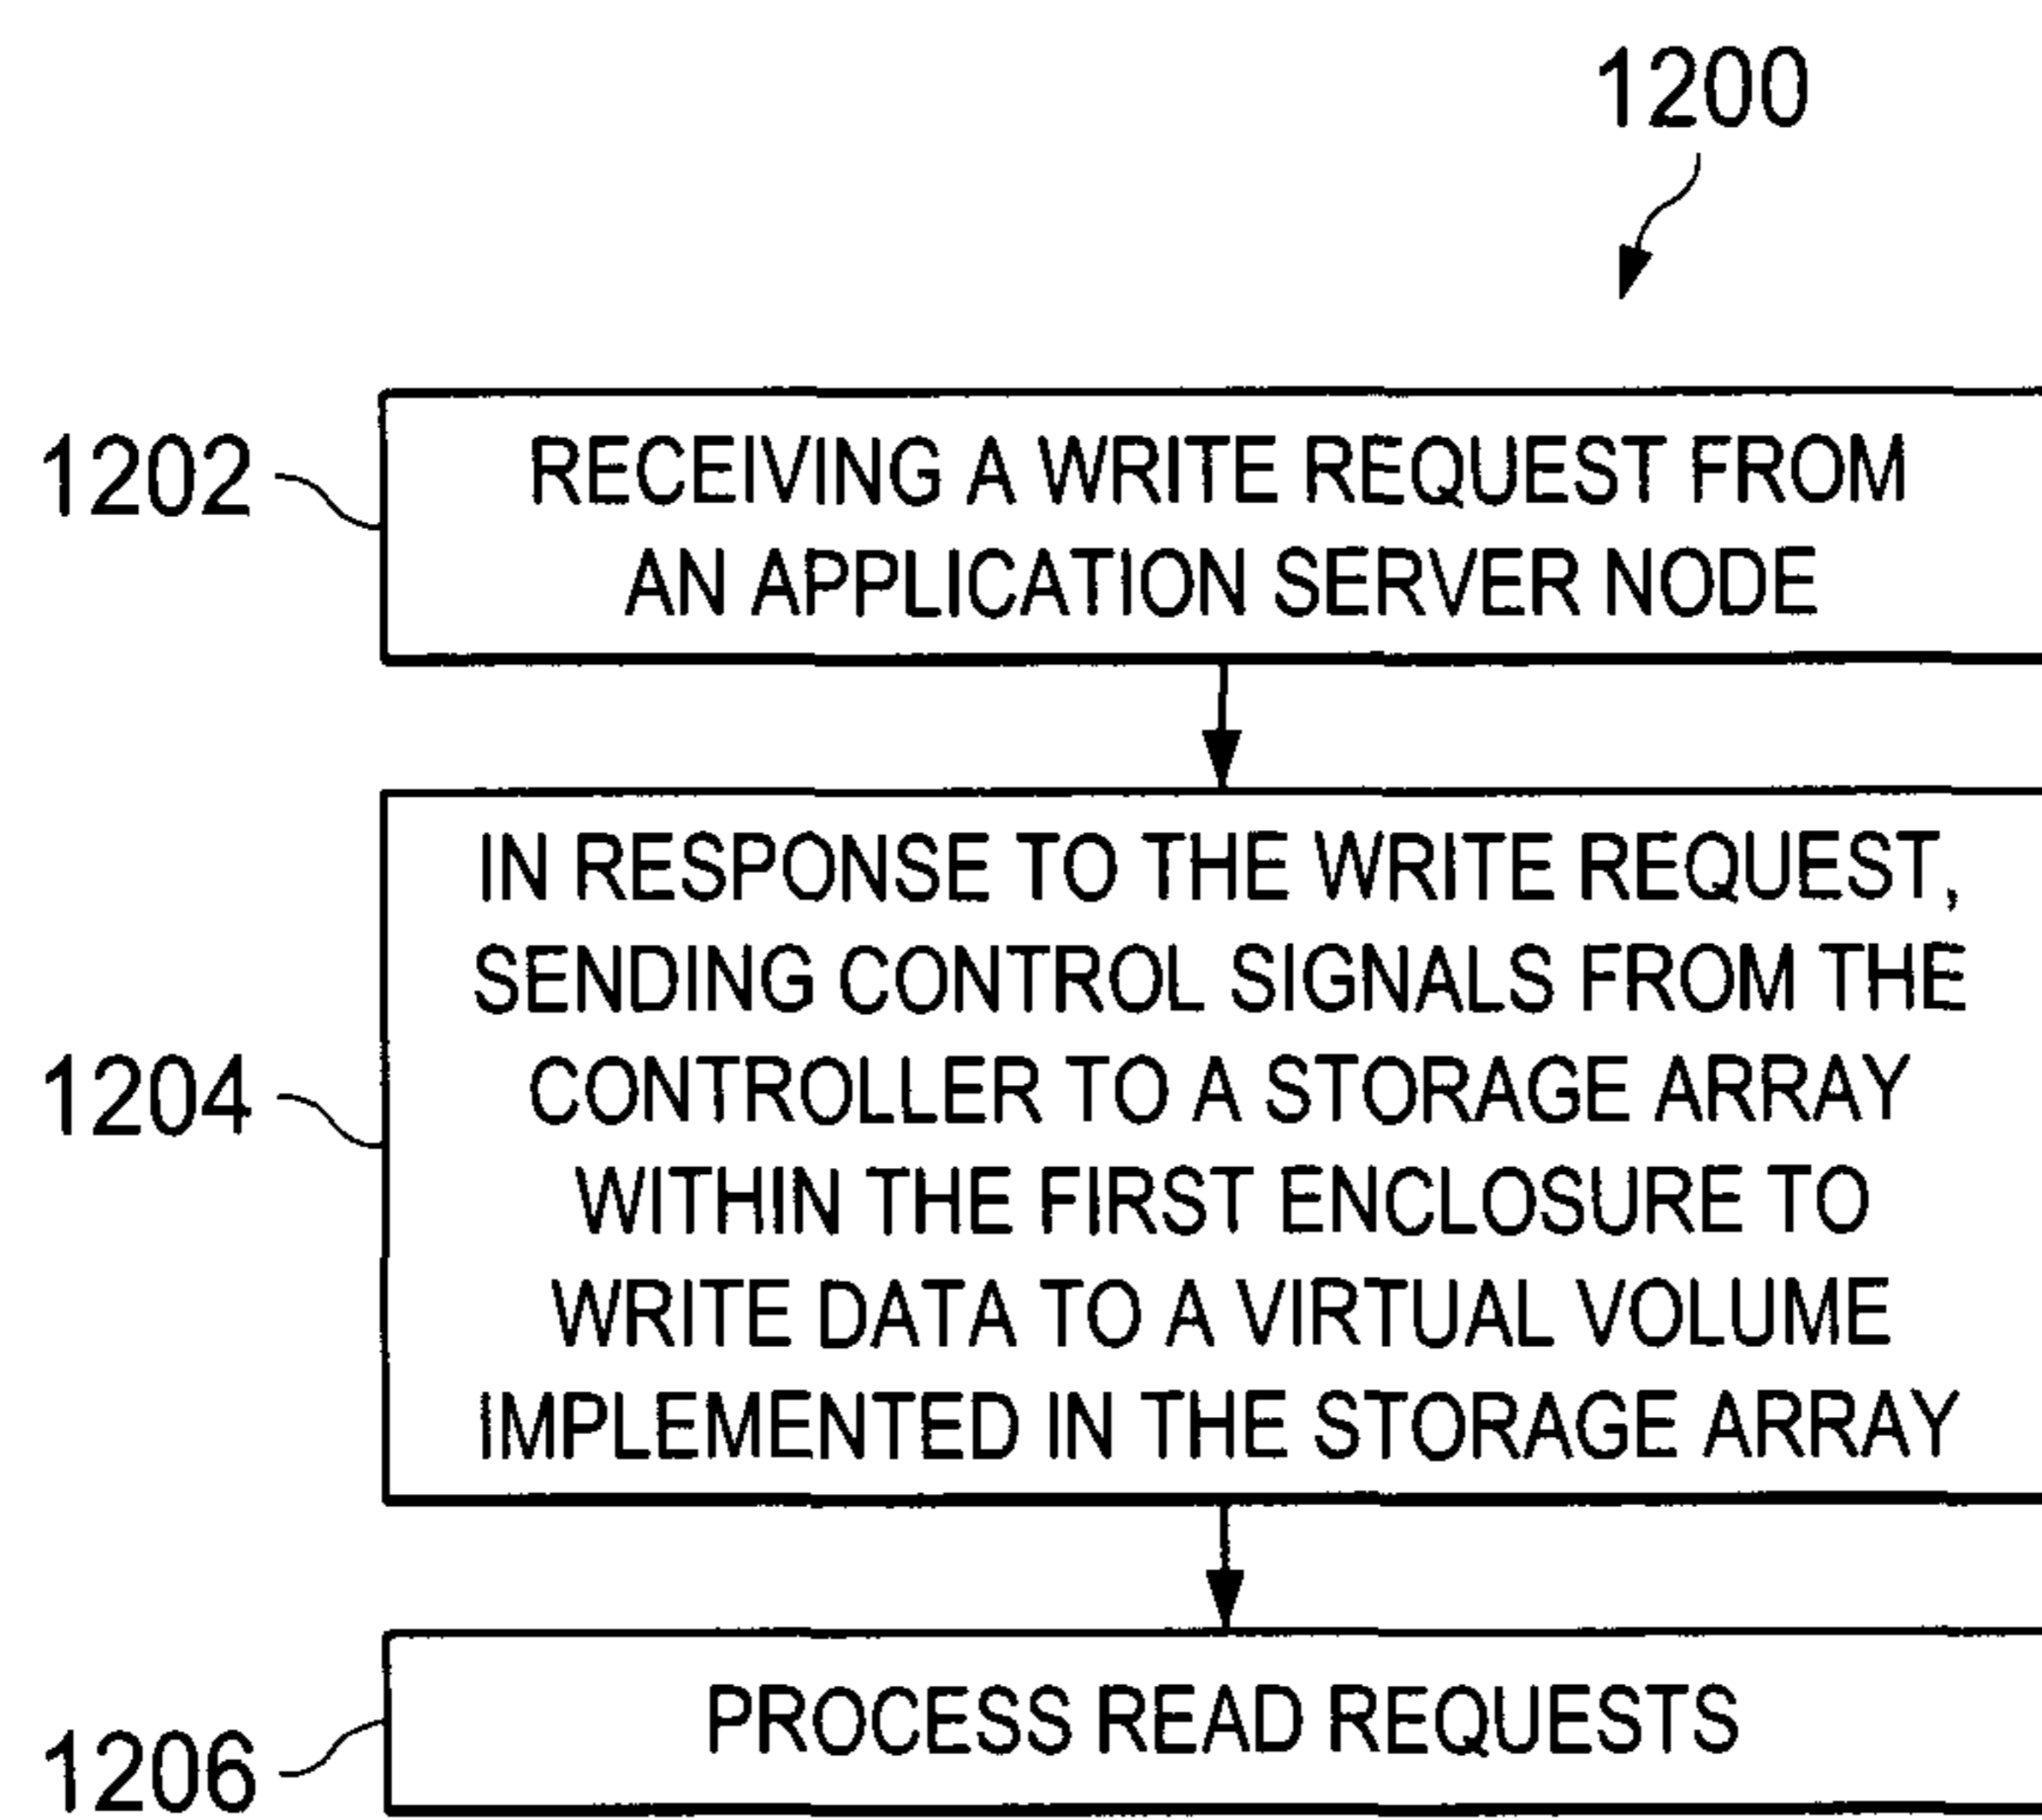 1200
1202
RECEIVING A WRITE REQUEST FROM
AN APPLICATION SERVER NODE
1204
IN RESPONSE TO THE WRITE REQUEST,
SENDING CONTROL SIGNALS FROM THE
CONTROLLER TO A STORAGE ARRAY
WITHIN THE FIRST ENCLOSURE TO
WRITE DATA TO A VIRTUAL VOLUME
IMPLEMENTED IN THE STORAGE ARRAY
1206
PROCESS READ REQUESTS